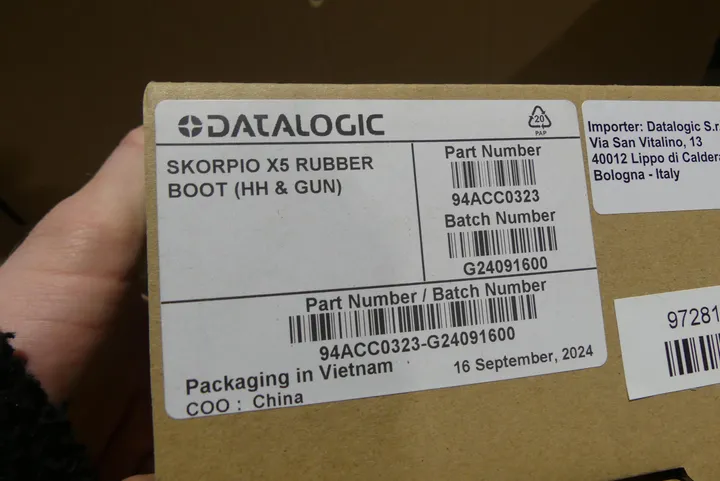 DATALOGIC
20
PAP
SKORPIO X5 RUBBER
BOOT (HH & GUN)
Part Number
94ACC0323
Batch Number
G24091600
Part Number / Batch Number
94ACC0323-G24091600
16 September, 2024
Packaging in Vietnam
COO : China
Importer: Datalogic S.r
Via San Vitalino, 13
40012 Lippo di Caldera
Bologna - Italy
97281